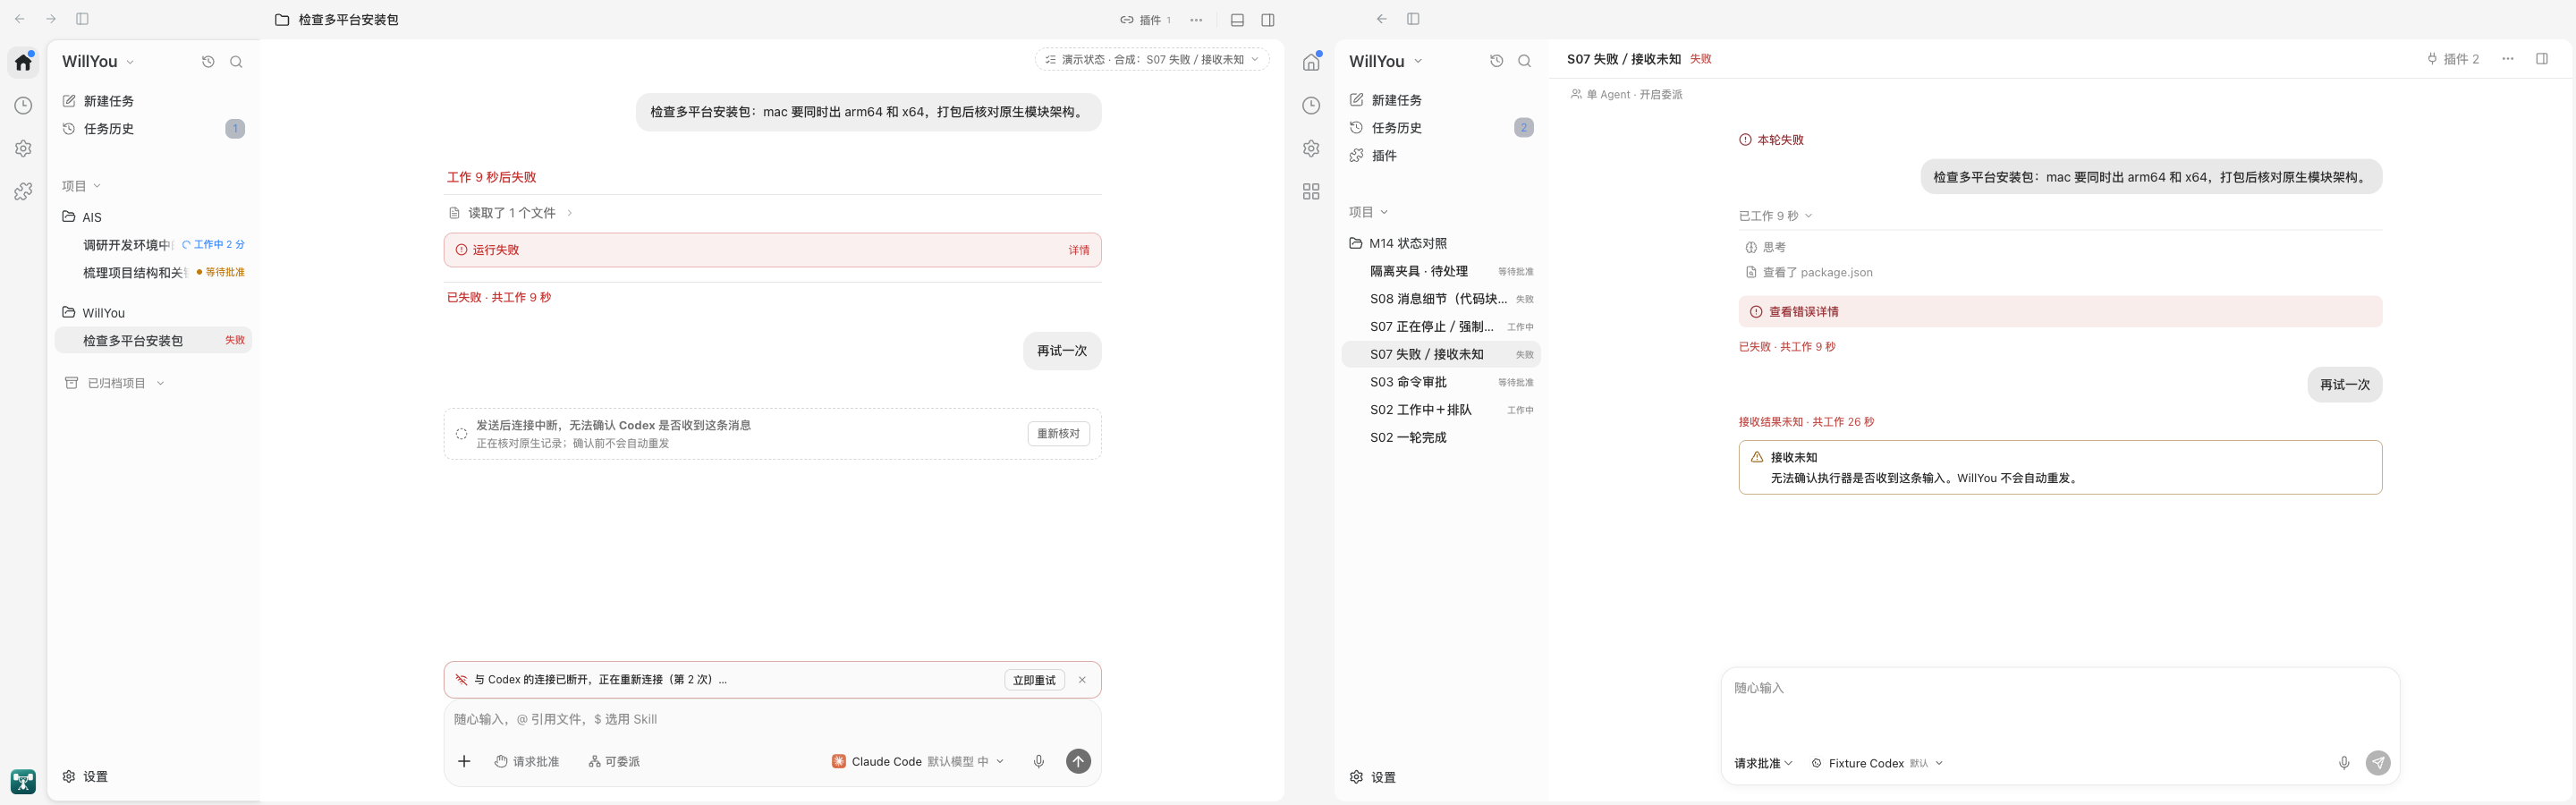 检查多平台安装包
插件 1
WillYou
新建任务
任务历史
1
项目
AIS
调研开发环境中
工作中 2 分
梳理项目结构和关
等待批准
WillYou
检查多平台安装包
失败
已归档项目
设置
演示状态 · 合成：S07 失败 / 接收未知
检查多平台安装包：mac 要同时出 arm64 和 x64，打包后核对原生模块架构。
工作 9 秒后失败
读取了 1 个文件
运行失败
详情
已失败 · 共工作 9 秒
再试一次
发送后连接中断，无法确认 Codex 是否收到这条消息
正在核对原生记录；确认前不会自动重发
重新核对
与 Codex 的连接已断开，正在重新连接（第 2 次）...
立即重试
随心输入，@ 引用文件，$ 选用 Skill
请求批准
可委派
Claude Code 默认模型 中
WillYou
新建任务
任务历史
2
插件
项目
M14 状态对照
隔离夹具 · 待处理
等待批准
S08 消息细节（代码块...
失败
S07 正在停止 / 强制...
工作中
S07 失败 / 接收未知
失败
S03 命令审批
等待批准
S02 工作中＋排队
工作中
S02 一轮完成
设置
S07 失败 / 接收未知 失败
插件 2
单 Agent · 开启委派
本轮失败
检查多平台安装包：mac 要同时出 arm64 和 x64，打包后核对原生模块架构。
已工作 9 秒
思考
查看了 package.json
查看错误详情
已失败 · 共工作 9 秒
再试一次
接收结果未知 · 共工作 26 秒
接收未知
无法确认执行器是否收到这条输入。WillYou 不会自动重发。
随心输入
请求批准
Fixture Codex 默认